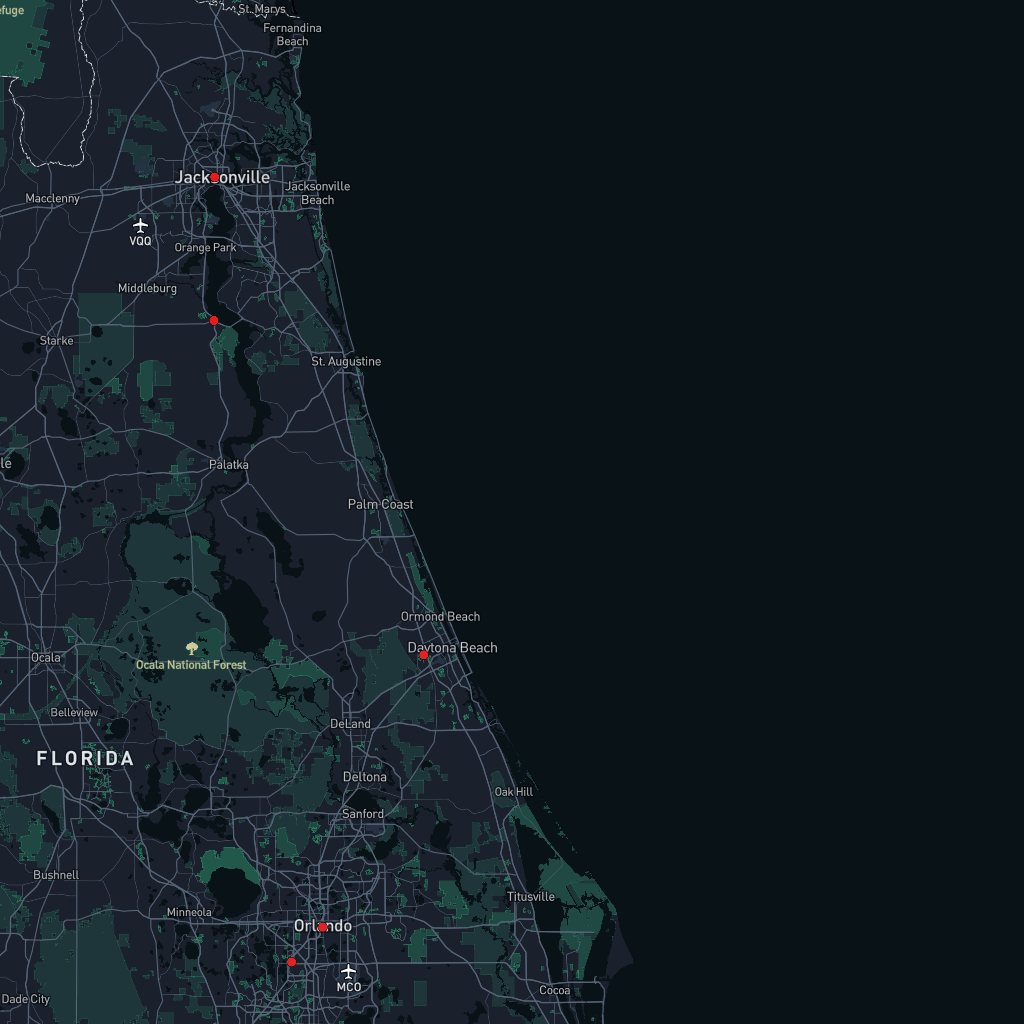 efuge
St. Marys
Fernandina
Beach
Jacksonville
Jacksonville
Beach
Macclenny
VQQ
Orange Park
Middleburg
Starke
St. Augustine
le
Palatka
Palm Coast
Ormond Beach
Daytona Beach
Ocala National Forest
Ocala
Belleview
DeLand
FLORIDA
Deltona
Oak Hill
Sanford
Bushnell
Titusville
Minneola
Orlando
MCO
Cocoa
Dade City